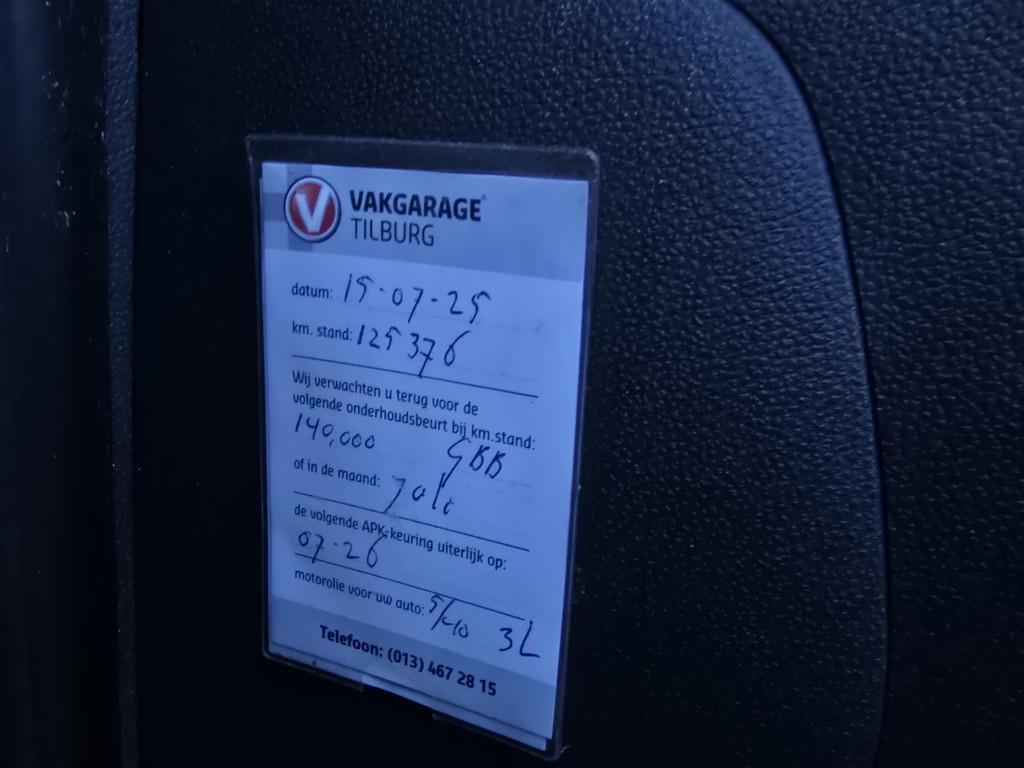 V VAKGARAGE
TILBURG
datum: 15-07-25
km. stand: 125376
Wij verwachten u terug voor de
volgende onderhoudsbeurt bij km.stand:
140,000 GBB
of in de maand: Juli
de volgende APK-keuring uiterlijk op:
07-26
motorolie voor uw auto: 3L
Telefoon: (013) 467 28 15